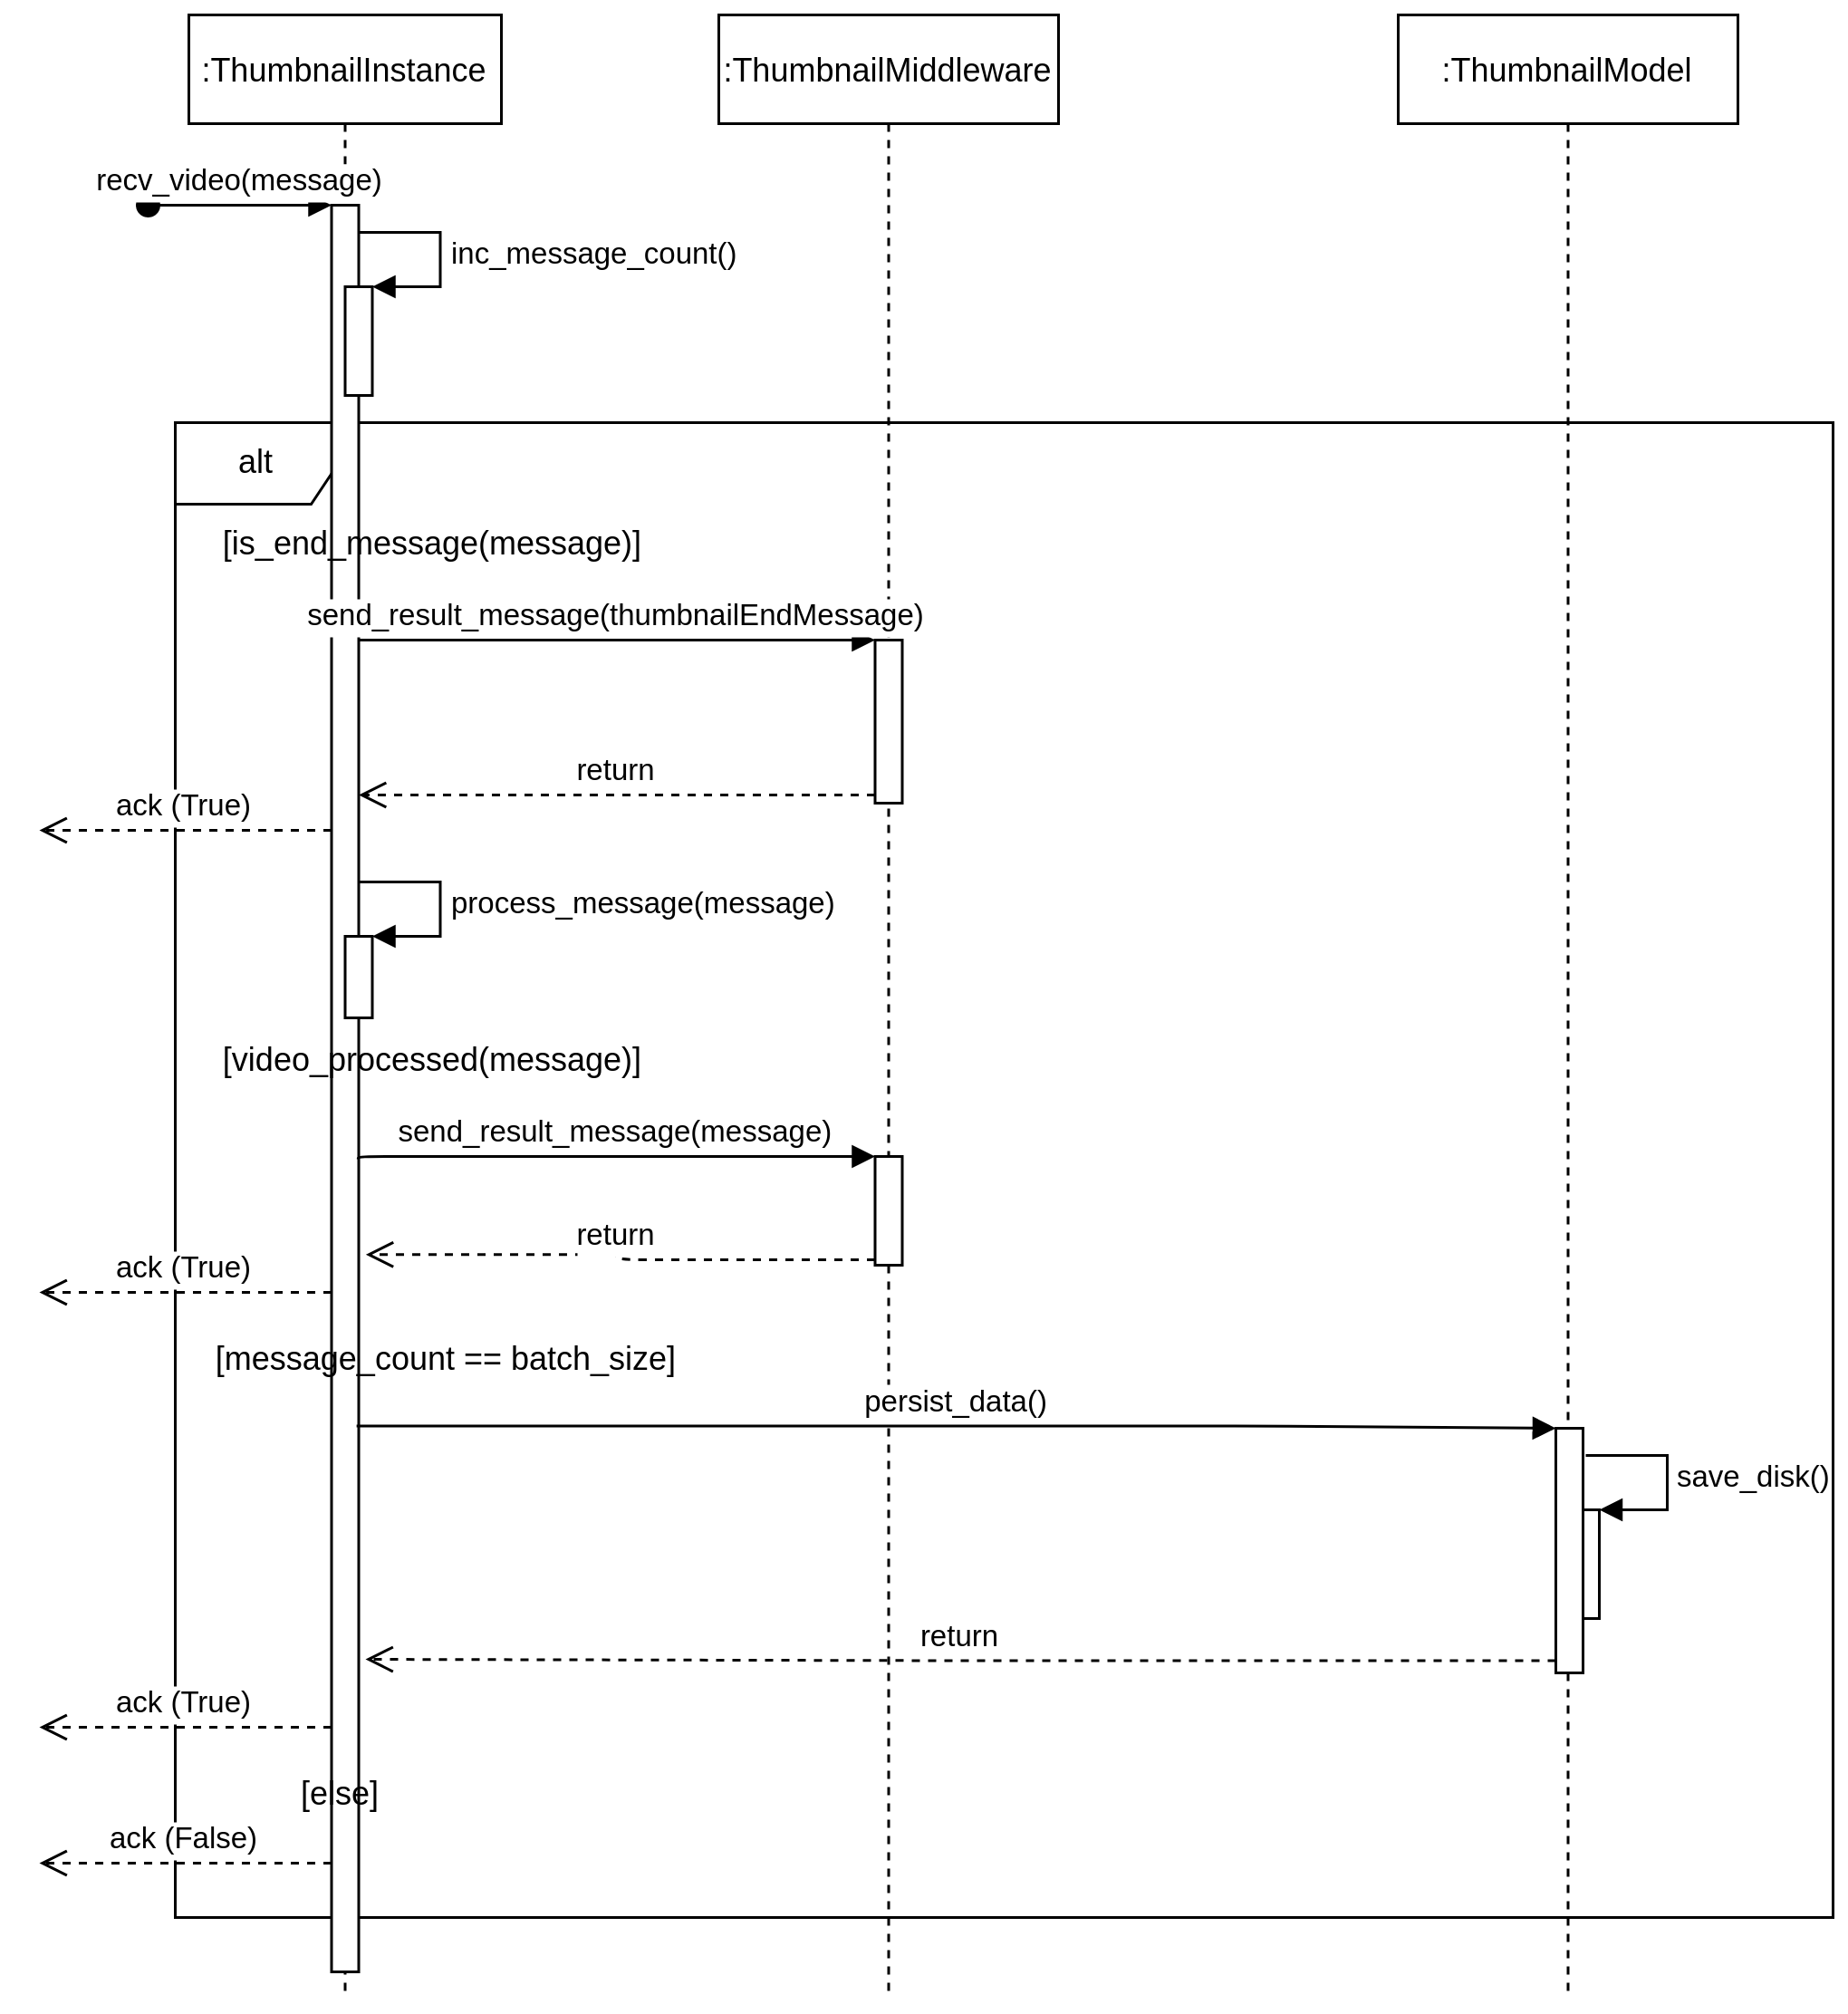 :ThumbnailInstance
:ThumbnailMiddleware
:ThumbnailModel
recv_video(message)
inc_message_count()
alt
[is_end_message(message)]
send_result_message(thumbnailEndMessage)
return
ack (True)
process_message(message)
[video_processed(message)]
send_result_message(message)
return
ack (True)
[message_count == batch_size]
persist_data()
save_disk()
return
ack (True)
[else]
ack (False)